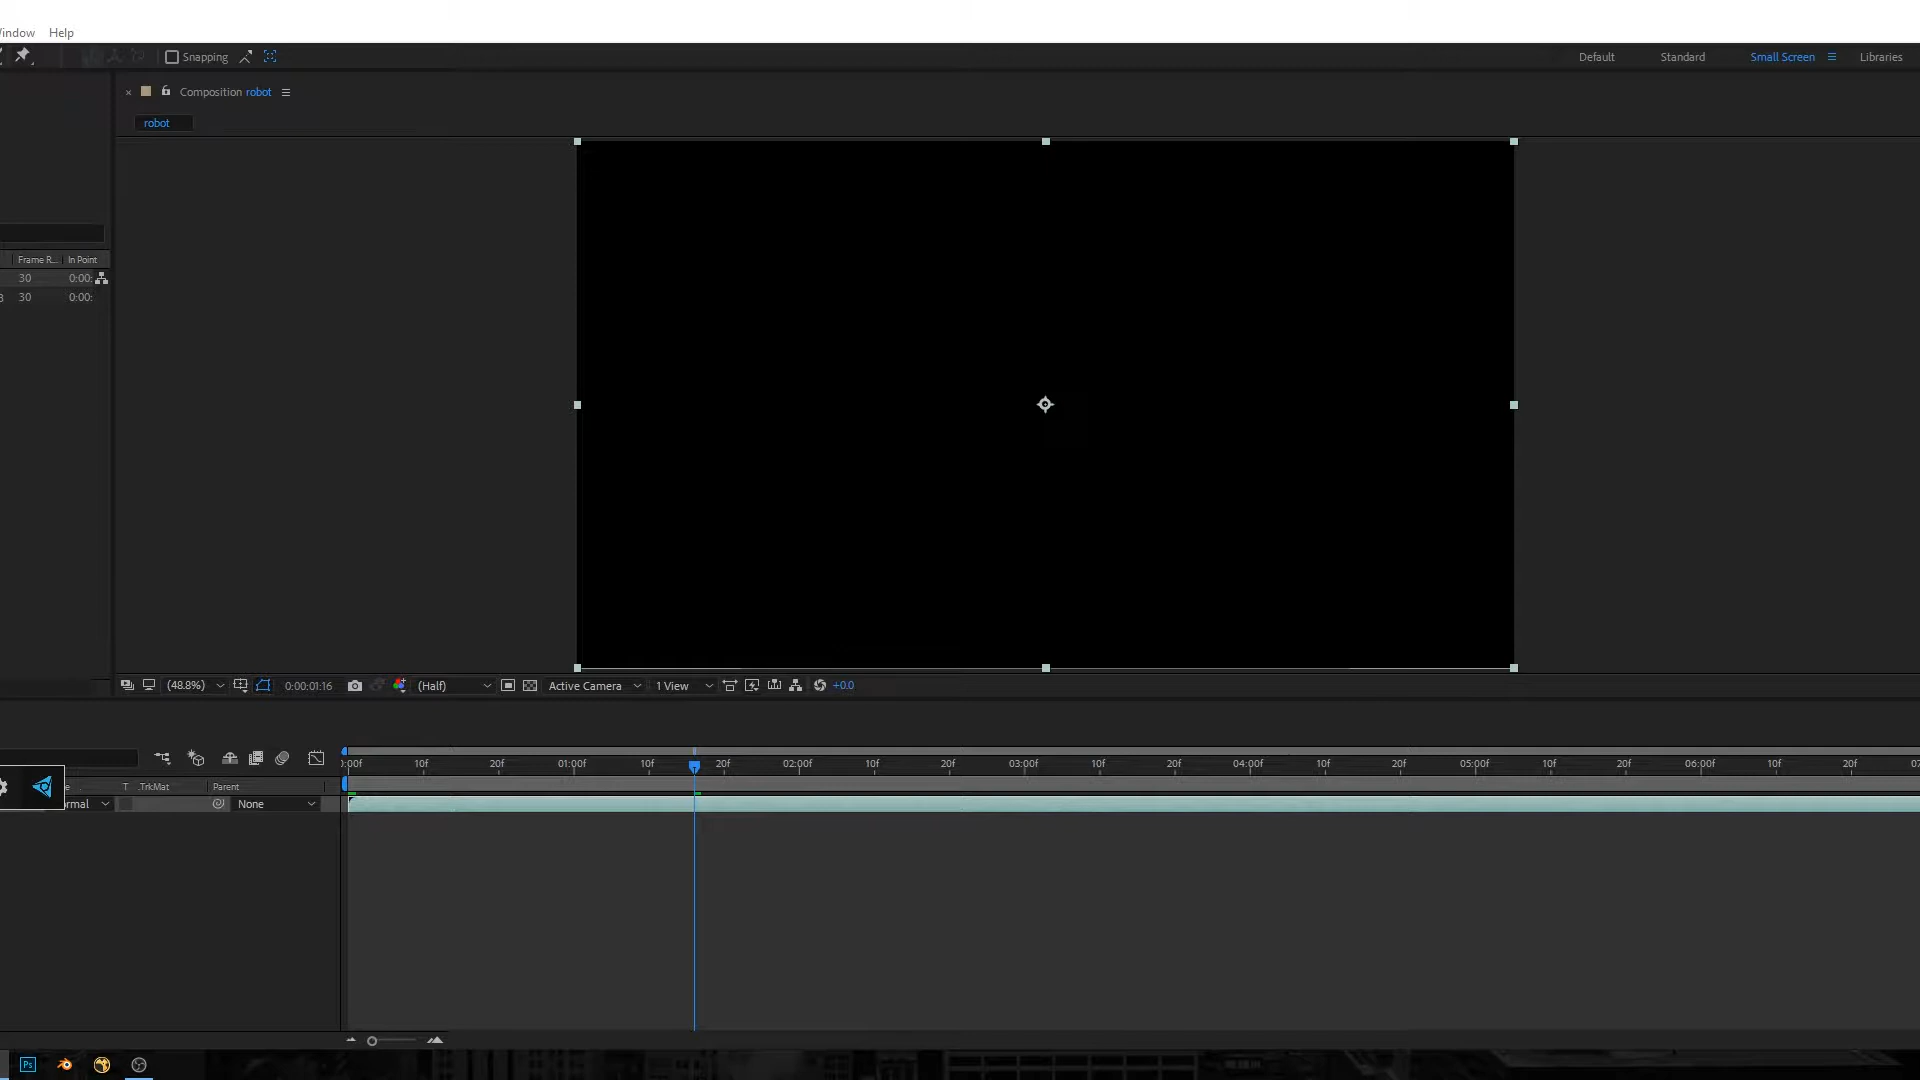 indow Help
Snapping
Default Standard Small Screen Libraries
Composition robot
robot
Frame R... In Point
30 0:00:
30 0:00:
(48.8%) 0:00:01:16 (Half) Active Camera 1 View +0.0
:00f 10f 20f 01:00f 10f 20f 02:00f 10f 20f 03:00f 10f 20f 04:00f 10f 20f 05:00f 10f 20f 06:00f 10f 20f 07
T .TrkMat Parent
rmal None
Ps